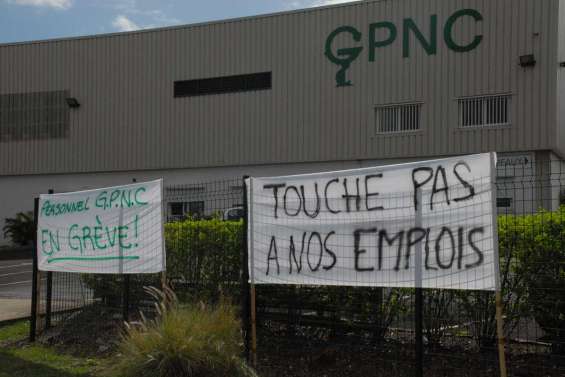 GPNC
PERSONNEL G.P.N.C
EN GRÈVE!
TOUCHE PAS
A NOS EMPLOIS